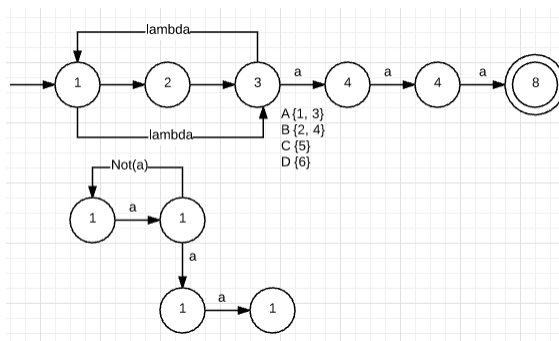 lambda
1 2 3 a 4 a 4 a 8
lambda
A {1, 3}
B {2, 4}
C {5}
D {6}
Not(a)
1 a 1
a
1 a 1